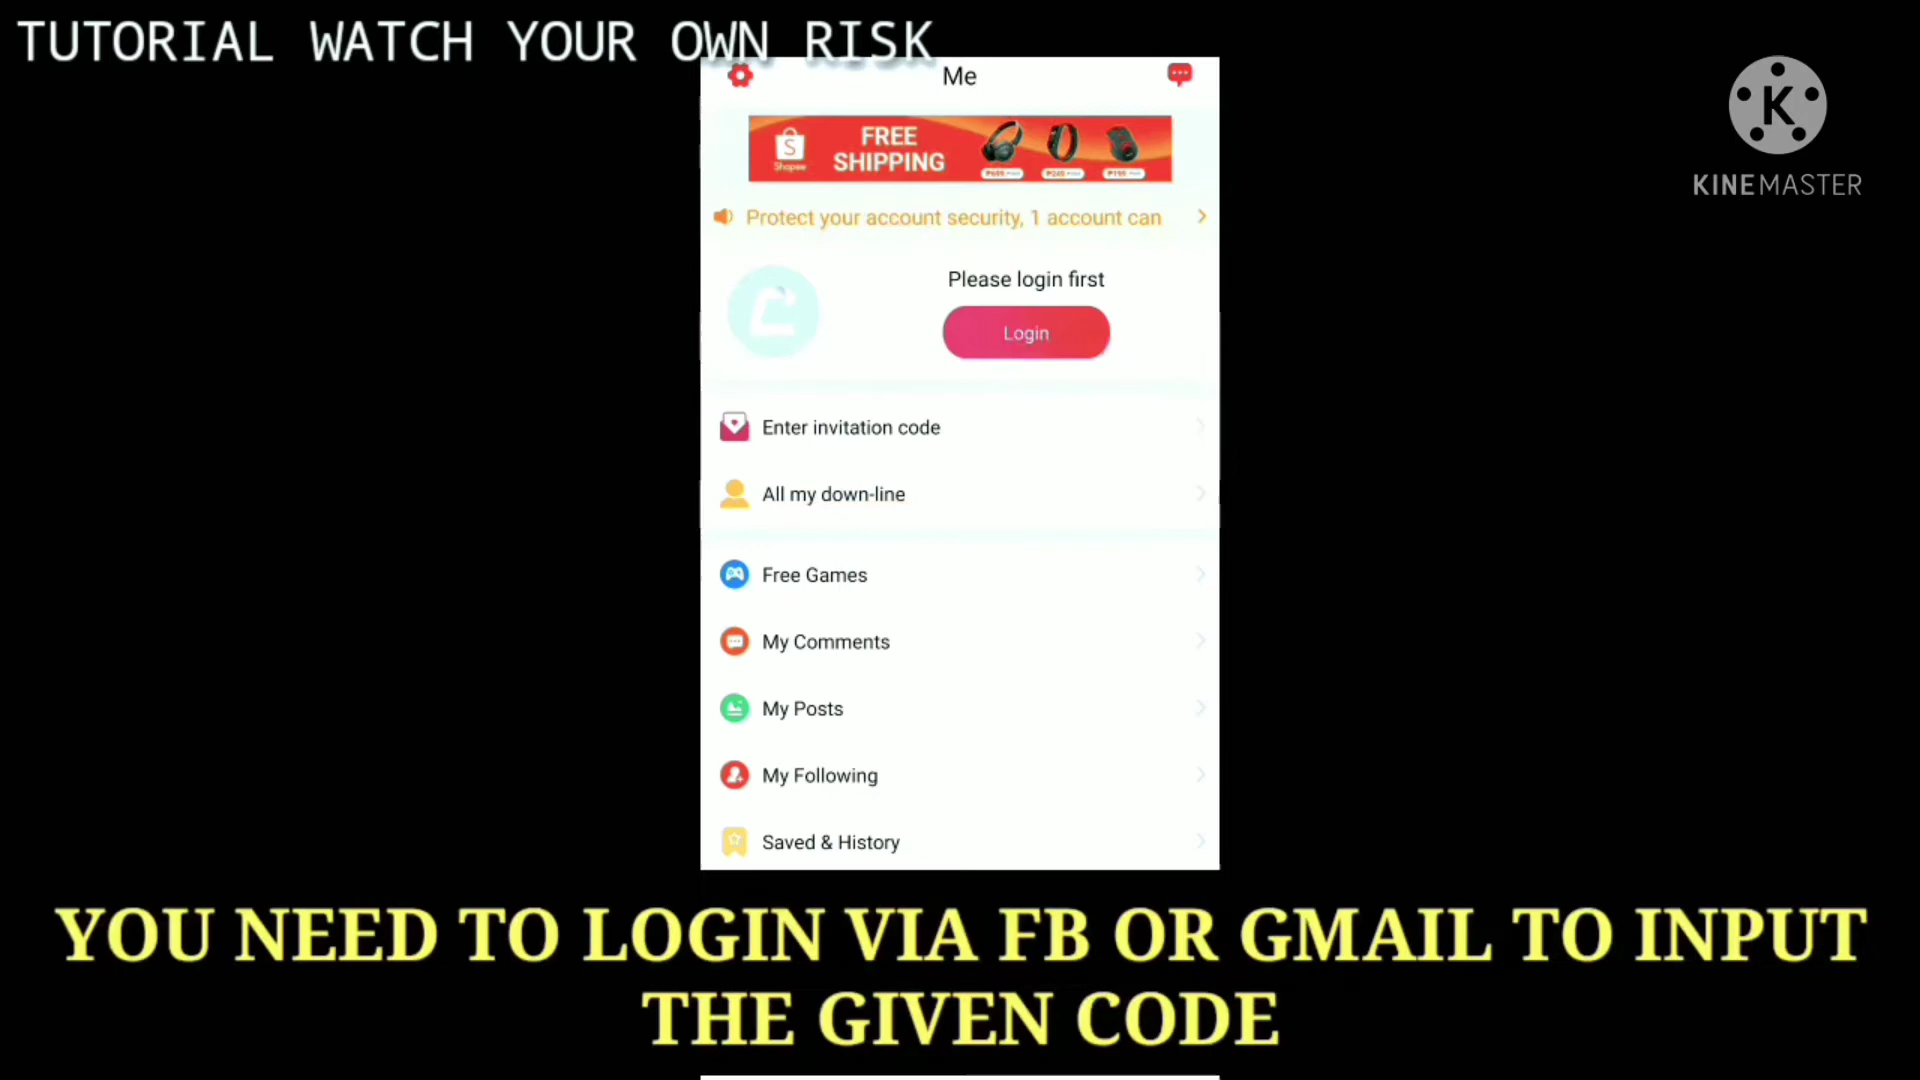 TUTORIAL WATCH YOUR OWN RISK
Me
K
KINEMASTER
S
Shopee
FREE
SHIPPING
Protect your account security, 1 account can
Please login first
Login
Enter invitation code
All my down-line
Free Games
My Comments
My Posts
My Following
Saved & History
YOU NEED TO LOGIN VIA FB OR GMAIL TO INPUT
THE GIVEN CODE